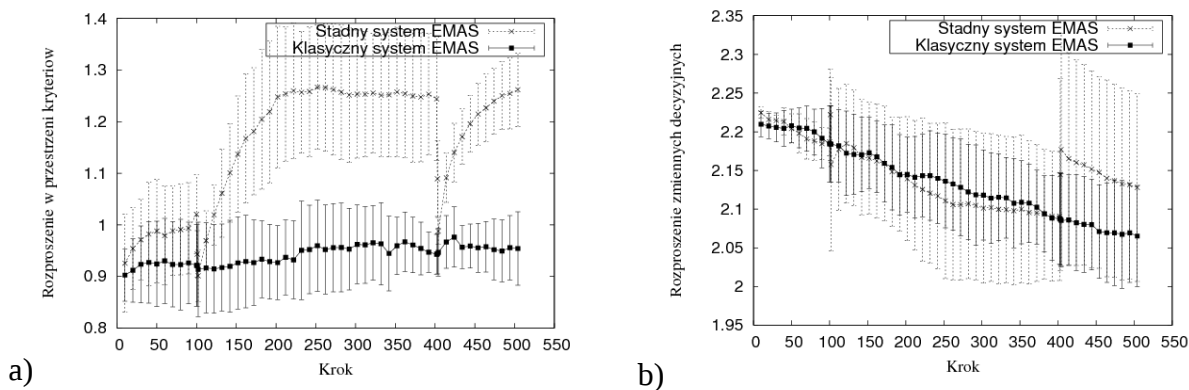 Stadny system EMAS
Klasyczny system EMAS
Rozproszenie w przestrzeni kryteriow
1.4
1.3
1.2
1.1
1
0.9
0.8
0 50 100 150 200 250 300 350 400 450 500 550
Krok
a)
Stadny system EMAS
Klasyczny system EMAS
Rozproszenie zmiennych decyzyjnych
2.35
2.3
2.25
2.2
2.15
2.1
2.05
2
1.95
0 50 100 150 200 250 300 350 400 450 500 550
Krok
b)